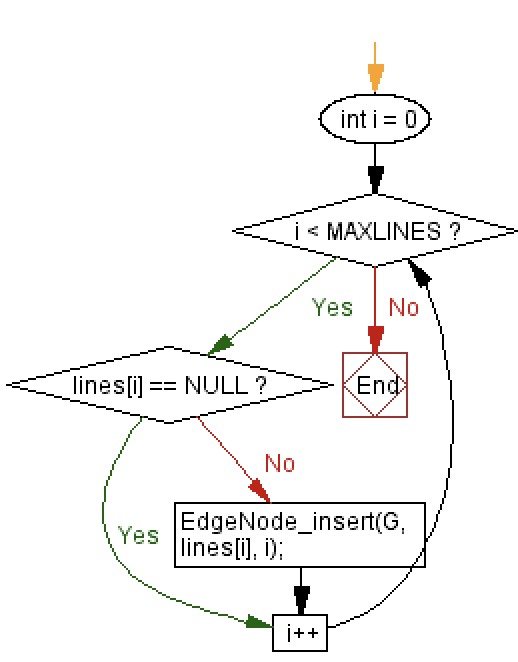 int i = 0
i < MAXLINES ?
Yes
No
lines[i] == NULL ?
End
No
Yes
EdgeNode_insert(G,
lines[i], i);
i++